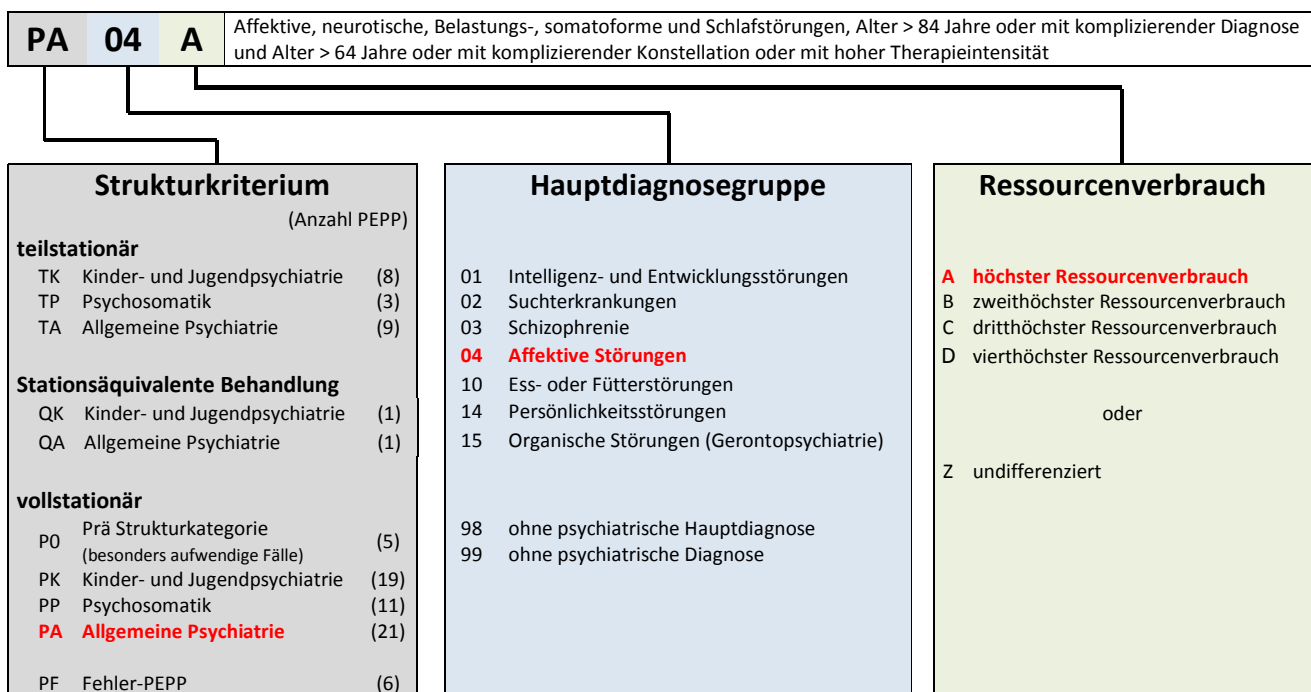 PA 04 A
Affektive, neurotische, Belastungs-, somatoforme und Schlafstörungen, Alter > 84 Jahre oder mit komplizierender Diagnose
und Alter > 64 Jahre oder mit komplizierender Konstellation oder mit hoher Therapieintensität
Strukturkriterium
(Anzahl PEPP)
teilstationär
TK Kinder- und Jugendpsychiatrie (8)
TP Psychosomatik (3)
TA Allgemeine Psychiatrie (9)
Stationsäquivalente Behandlung
QK Kinder- und Jugendpsychiatrie (1)
QA Allgemeine Psychiatrie (1)
vollstationär
P0 Prä Strukturkategorie (5)
(besonders aufwendige Fälle)
PK Kinder- und Jugendpsychiatrie (19)
PP Psychosomatik (11)
PA Allgemeine Psychiatrie (21)
PF Fehler-PEPP (6)
Hauptdiagnosegruppe
01 Intelligenz- und Entwicklungsstörungen
02 Suchterkrankungen
03 Schizophrenie
04 Affektive Störungen
10 Ess- oder Fütterstörungen
14 Persönlichkeitsstörungen
15 Organische Störungen (Gerontopsychiatrie)
98 ohne psychiatrische Hauptdiagnose
99 ohne psychiatrische Diagnose
Ressourcenverbrauch
A höchster Ressourcenverbrauch
B zweithöchster Ressourcenverbrauch
C dritthöchster Ressourcenverbrauch
D vierthöchster Ressourcenverbrauch
oder
Z undifferenziert